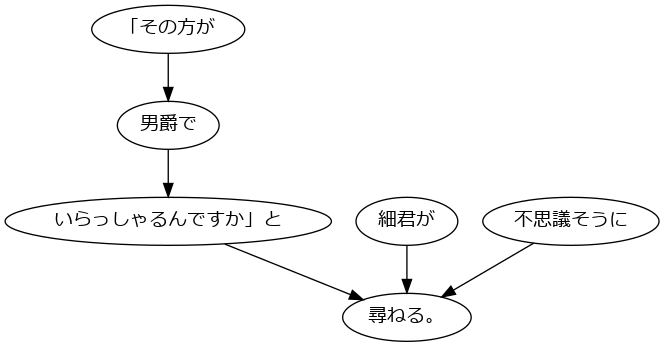 「その方が
男爵で
いらっしゃるんですか」と
細君が
不思議そうに
尋ねる。